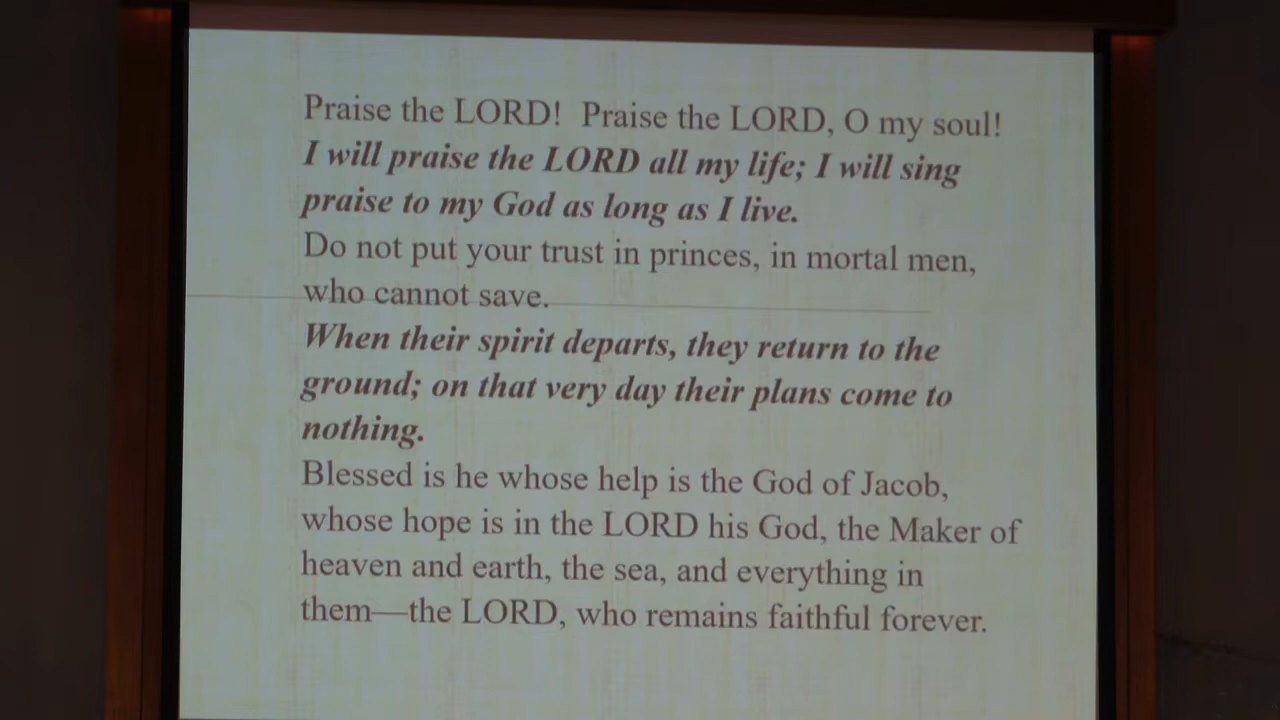 Praise the LORD!  Praise the LORD, O my soul!
I will praise the LORD all my life; I will sing
praise to my God as long as I live.
Do not put your trust in princes, in mortal men,
who cannot save.
When their spirit departs, they return to the
ground; on that very day their plans come to
nothing.
Blessed is he whose help is the God of Jacob,
whose hope is in the LORD his God, the Maker of
heaven and earth, the sea, and everything in
them—the LORD, who remains faithful forever.